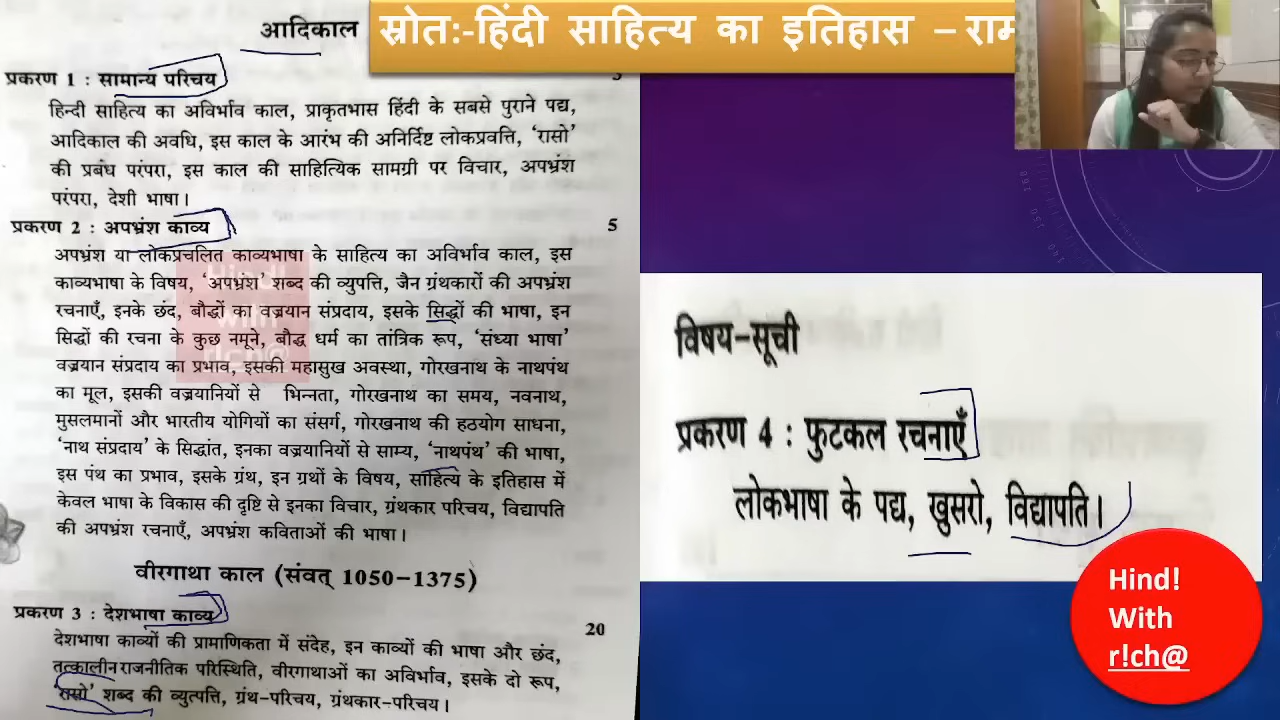 आदिकाल
स्रोतः-हिंदी साहित्य का इतिहास – राम
प्रकरण 1 : सामान्य परिचय
हिन्दी साहित्य का अविर्भाव काल, प्राकृतभास हिंदी के सबसे पुराने पद्य,
आदिकाल की अवधि, इस काल के आरंभ की अनिर्दिष्ट लोकप्रवत्ति, ‘रासो’
की प्रबंध परंपरा, इस काल की साहित्यिक सामग्री पर विचार, अपभ्रंश
परंपरा, देशी भाषा।
प्रकरण 2 : अपभ्रंश काव्य 5
अपभ्रंश या लोकप्रचलित काव्यभाषा के साहित्य का अविर्भाव काल, इस
काव्यभाषा के विषय, ‘अपभ्रंश’ शब्द की व्युपत्ति, जैन ग्रंथकारों की अपभ्रंश
रचनाएँ, इनके छंद, बौद्धों का वज्रयान संप्रदाय, इसके सिद्धों की भाषा, इन
सिद्धों की रचना के कुछ नमूने, बौद्ध धर्म का तांत्रिक रूप, ‘संध्या भाषा’
वज्रयान संप्रदाय का प्रभाव, इसकी महासुख अवस्था, गोरखनाथ के नाथपंथ
का मूल, इसकी वज्रयानियों से भिन्नता, गोरखनाथ का समय, नवनाथ,
मुसलमानों और भारतीय योगियों का संसर्ग, गोरखनाथ की हठयोग साधना,
‘नाथ संप्रदाय’ के सिद्धांत, इनका वज्रयानियों से साम्य, ‘नाथपंथ’ की भाषा,
इस पंथ का प्रभाव, इसके ग्रंथ, इन ग्रथों के विषय, साहित्य के इतिहास में
केवल भाषा के विकास की दृष्टि से इनका विचार, ग्रंथकार परिचय, विद्यापति
की अपभ्रंश रचनाएँ, अपभ्रंश कविताओं की भाषा।
वीरगाथा काल (संवत् 1050-1375)
प्रकरण 3 : देशभाषा काव्य 20
देशभाषा काव्यों की प्रामाणिकता में संदेह, इन काव्यों की भाषा और छंद,
तत्कालीन राजनीतिक परिस्थिति, वीरगाथाओं का अविर्भाव, इसके दो रूप,
‘रासो’ शब्द की व्युत्पत्ति, ग्रंथ-परिचय, ग्रंथकार-परिचय।
विषय-सूची
प्रकरण 4 : फुटकल रचनाएँ
लोकभाषा के पद्य, खुसरो, विद्यापति।
Hind!
With
r!ch@
Hind!
With
r!ch@